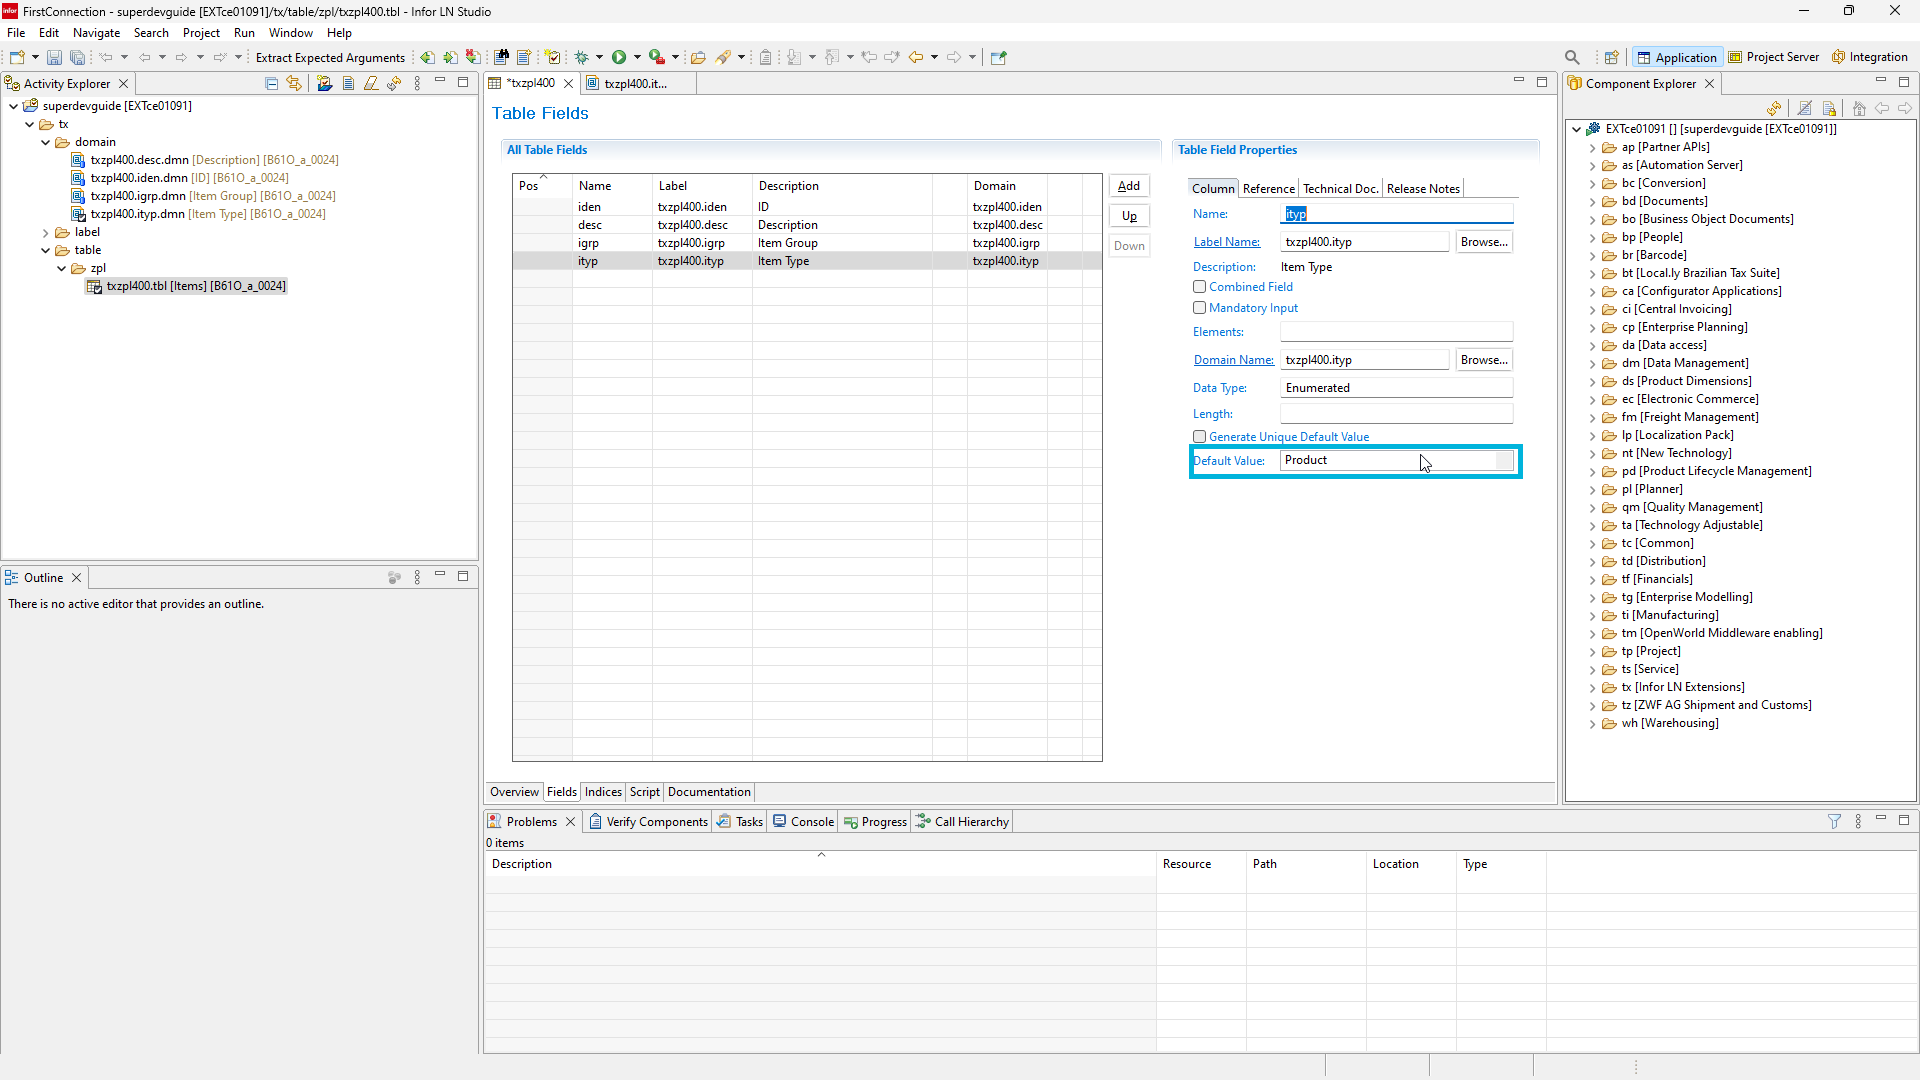 infor FirstConnection - superdevguide [EXTce01091]/tx/table/zpl/txzpl400.tbl - Infor LN Studio
File Edit Navigate Search Project Run Window Help
Extract Expected Arguments
Application Project Server Integration
Activity Explorer
superdevguide [EXTce01091]
tx
domain
txzpl400.desc.dmn [Description] [B61O_a_0024]
txzpl400.iden.dmn [ID] [B61O_a_0024]
txzpl400.igrp.dmn [Item Group] [B61O_a_0024]
txzpl400.ityp.dmn [Item Type] [B61O_a_0024]
label
table
zpl
txzpl400.tbl [Items] [B61O_a_0024]
Outline
There is no active editor that provides an outline.
*txzpl400 txzpl400.it...
Table Fields
All Table Fields
Pos Name Label Description Domain
iden txzpl400.iden ID txzpl400.iden
desc txzpl400.desc Description txzpl400.desc
igrp txzpl400.igrp Item Group txzpl400.igrp
ityp txzpl400.ityp Item Type txzpl400.ityp
Add
Up
Down
Table Field Properties
Column Reference Technical Doc. Release Notes
Name: ityp
Label Name: txzpl400.ityp Browse...
Description: Item Type
Combined Field
Mandatory Input
Elements:
Domain Name: txzpl400.ityp Browse...
Data Type: Enumerated
Length:
Generate Unique Default Value
Default Value: Product
Overview Fields Indices Script Documentation
Problems Verify Components Tasks Console Progress Call Hierarchy
0 items
Description Resource Path Location Type
Component Explorer
EXTce01091 [] [superdevguide [EXTce01091]]
ap [Partner APIs]
as [Automation Server]
bc [Conversion]
bd [Documents]
bo [Business Object Documents]
bp [People]
br [Barcode]
bt [Local.ly Brazilian Tax Suite]
ca [Configurator Applications]
ci [Central Invoicing]
cp [Enterprise Planning]
da [Data access]
dm [Data Management]
ds [Product Dimensions]
ec [Electronic Commerce]
fm [Freight Management]
lp [Localization Pack]
nt [New Technology]
pd [Product Lifecycle Management]
pl [Planner]
qm [Quality Management]
ta [Technology Adjustable]
tc [Common]
td [Distribution]
tf [Financials]
tg [Enterprise Modelling]
ti [Manufacturing]
tm [OpenWorld Middleware enabling]
tp [Project]
ts [Service]
tx [Infor LN Extensions]
tz [ZWF AG Shipment and Customs]
wh [Warehousing]